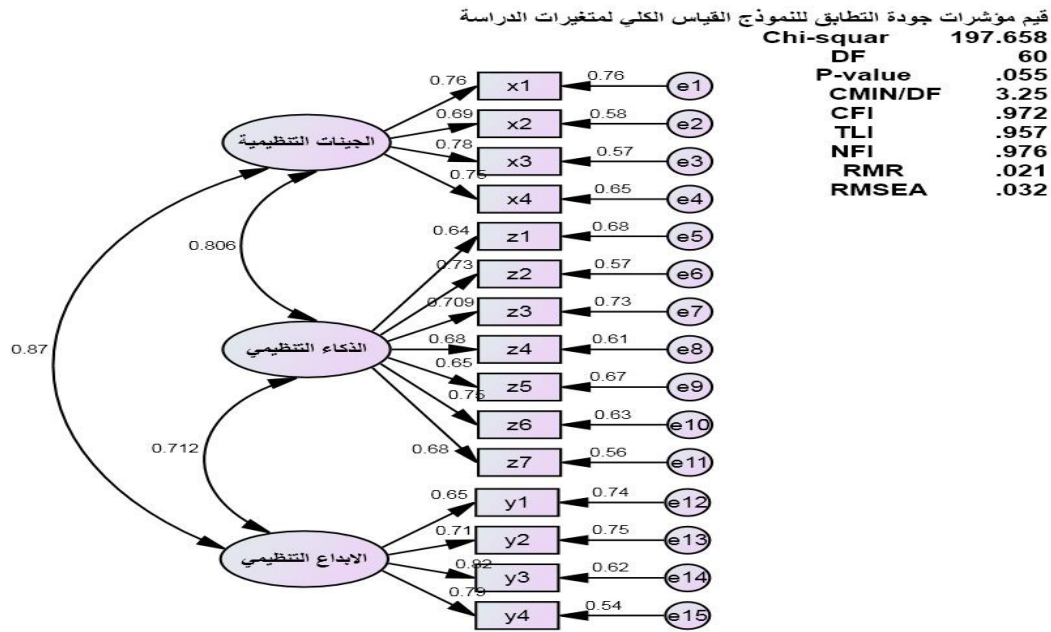 قيم مؤشرات جودة التطابق للنموذج القياس الكلي لمتغيرات الدراسة
Chi-squar 197.658
DF 60
P-value .055
CMIN/DF 3.25
CFI .972
TLI .957
NFI .976
RMR .021
RMSEA .032
0.76 x1 0.76 e1
0.69 x2 0.58 e2
الجينات التنظيمية
0.78 x3 0.57 e3
0.75 x4 0.65 e4
0.806
0.64 z1 0.68 e5
0.73 z2 0.57 e6
0.709 z3 0.73 e7
0.87
الذكاء التنظيمي
0.68 z4 0.61 e8
0.65 z5 0.67 e9
0.75 z6 0.63 e10
0.712
0.68 z7 0.56 e11
0.65 y1 0.74 e12
0.71 y2 0.75 e13
الابداع التنظيمي
0.82 y3 0.62 e14
0.79 y4 0.54 e15